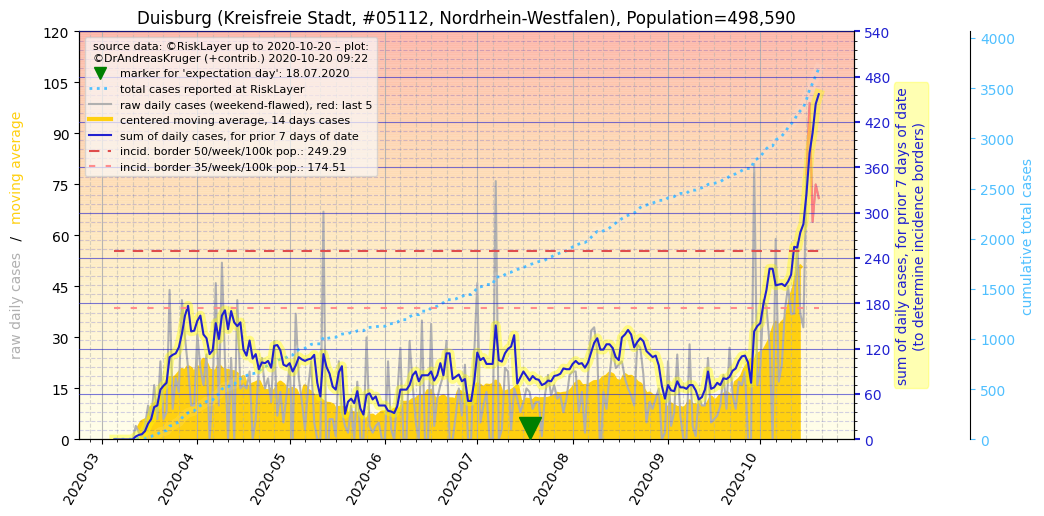 Duisburg (Kreisfreie Stadt, #05112, Nordrhein-Westfalen), Population=498,590
source data: ©RiskLayer up to 2020-10-20 – plot:
©DrAndreasKruger (+contrib.) 2020-10-20 09:22
marker for 'expectation day': 18.07.2020
total cases reported at RiskLayer
raw daily cases (weekend-flawed), red: last 5
centered moving average, 14 days cases
sum of daily cases, for prior 7 days of date
incid. border 50/week/100k pop.: 249.29
incid. border 35/week/100k pop.: 174.51
raw daily cases / moving average
120
105
90
75
60
45
30
15
0
2020-03
2020-04
2020-05
2020-06
2020-07
2020-08
2020-09
2020-10
540
480
420
360
300
240
180
120
60
0
sum of daily cases, for prior 7 days of date
(to determine incidence borders)
4000
3500
3000
2500
2000
1500
1000
500
0
cumulative total cases